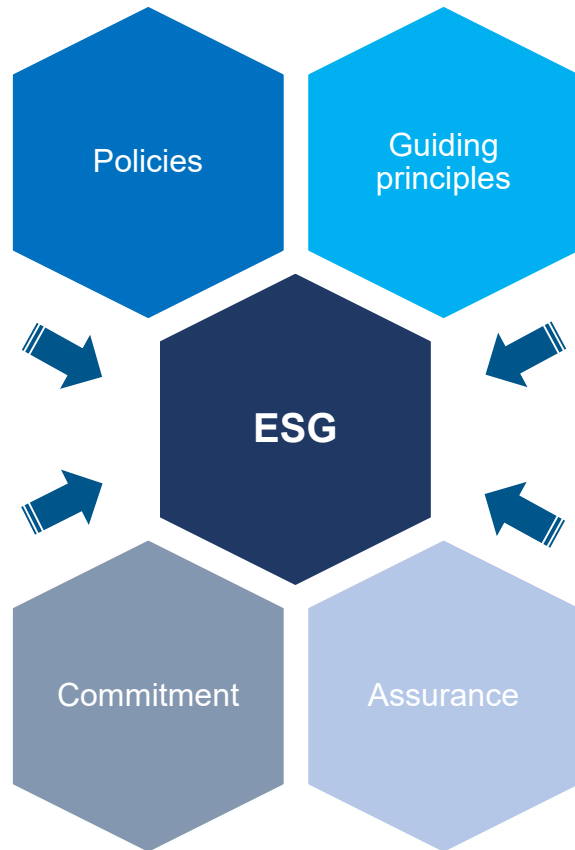 Policies
Guiding
principles
ESG
Commitment
Assurance